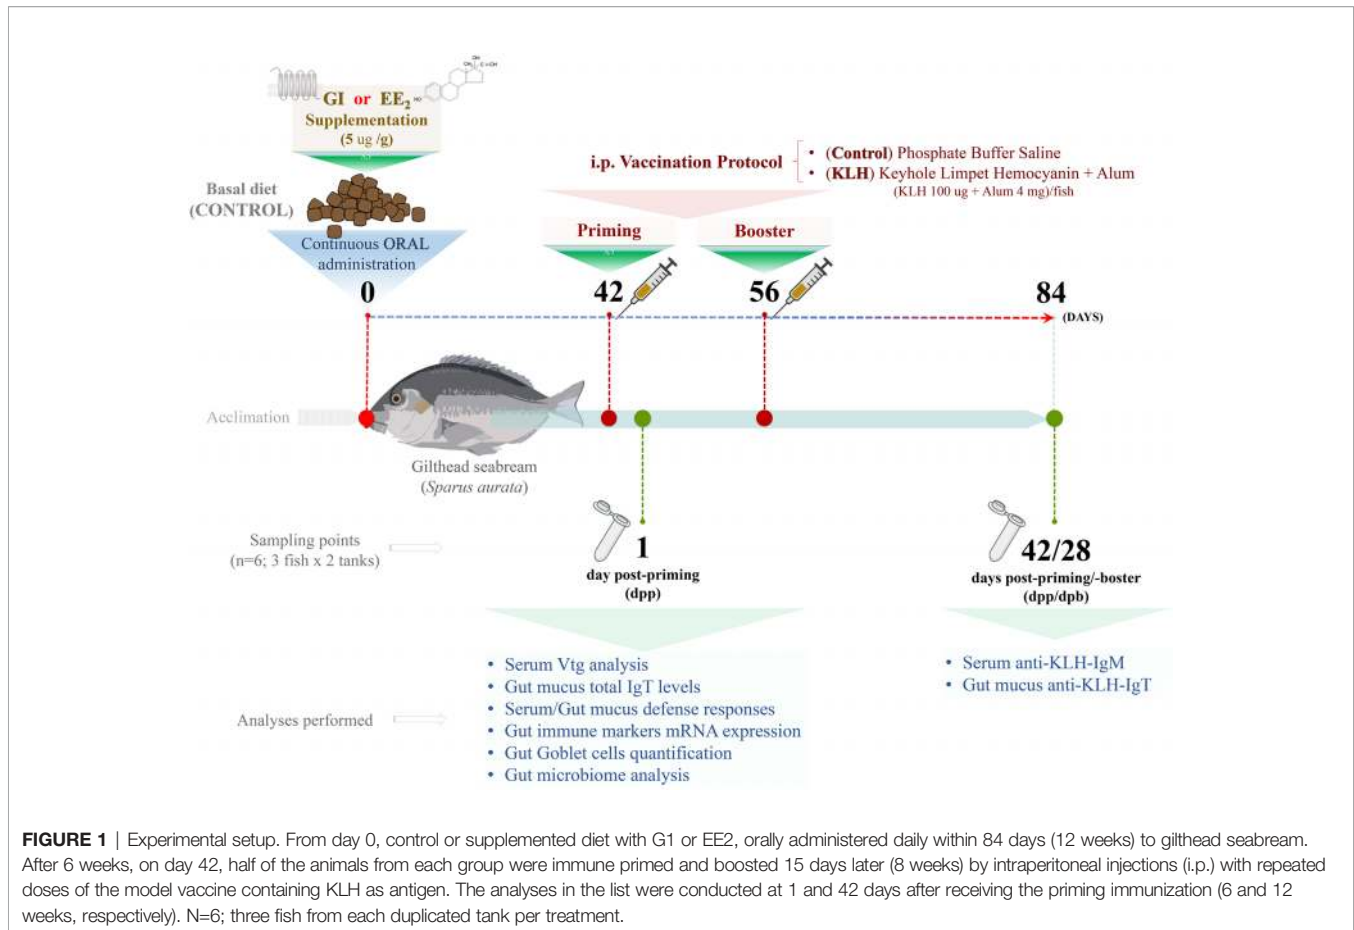 GI or EE2
Supplementation
(5 ug /g)
HO
CH3
OH
C≡CH
Basal diet
(CONTROL)
Continuous ORAL
administration
i.p. Vaccination Protocol
• (Control) Phosphate Buffer Saline
• (KLH) Keyhole Limpet Hemocyanin + Alum
(KLH 100 ug + Alum 4 mg)/fish
Priming
Booster
0
42
56
84
(DAYS)
Acclimation
Gilthead seabream
(Sparus aurata)
Sampling points
(n=6; 3 fish x 2 tanks)
1
day post-priming
(dpp)
42/28
days post-priming/-boster
(dpp/dpb)
Analyses performed
• Serum Vtg analysis
• Gut mucus total IgT levels
• Serum/Gut mucus defense responses
• Gut immune markers mRNA expression
• Gut Goblet cells quantification
• Gut microbiome analysis
• Serum anti-KLH-IgM
• Gut mucus anti-KLH-IgT
FIGURE 1 | Experimental setup. From day 0, control or supplemented diet with G1 or EE2, orally administered daily within 84 days (12 weeks) to gilthead seabream.
After 6 weeks, on day 42, half of the animals from each group were immune primed and boosted 15 days later (8 weeks) by intraperitoneal injections (i.p.) with repeated
doses of the model vaccine containing KLH as antigen. The analyses in the list were conducted at 1 and 42 days after receiving the priming immunization (6 and 12
weeks, respectively). N=6; three fish from each duplicated tank per treatment.